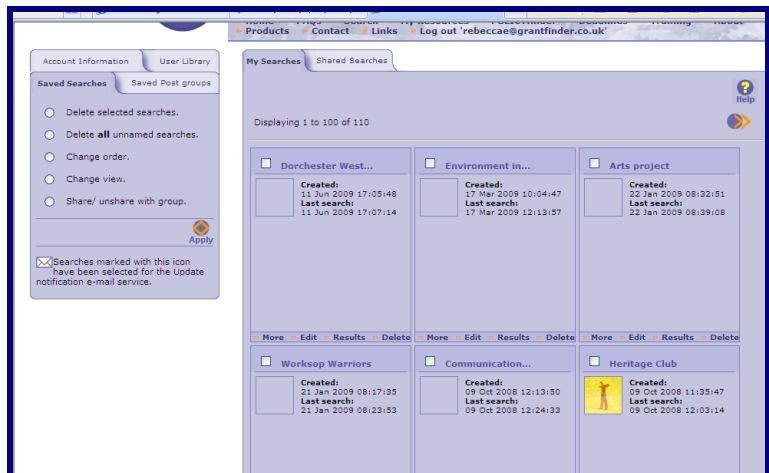 Products Contact Links Log out 'rebeccae@grantfinder.co.uk'
Account Information User Library
Saved Searches Saved Post groups
Delete selected searches.
Delete all unnamed searches.
Change order.
Change view.
Share/ unshare with group.
Apply
Searches marked with this icon
have been selected for the Update
notification e-mail service.
My Searches Shared Searches
Help
Displaying 1 to 100 of 110
Dorchester West...
Created:
11 Jun 2009 17:05:48
Last search:
11 Jun 2009 17:07:14
More Edit Results Delete
Environment in...
Created:
17 Mar 2009 10:04:47
Last search:
17 Mar 2009 12:13:57
More Edit Results Delete
Arts project
Created:
22 Jan 2009 08:32:51
Last search:
22 Jan 2009 08:39:08
More Edit Results Delete
Worksop Warriors
Created:
21 Jan 2009 08:17:35
Last search:
21 Jan 2009 08:23:53
Communication...
Created:
09 Oct 2008 12:13:50
Last search:
09 Oct 2008 12:24:33
Heritage Club
Created:
09 Oct 2008 11:35:47
Last search:
09 Oct 2008 12:03:14